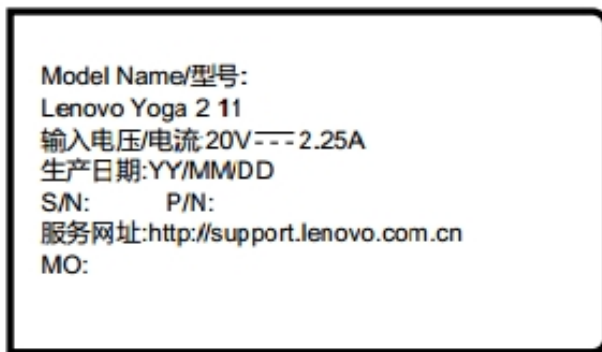 Model Name/型号:
Lenovo Yoga 2 11
输入电压/电流:20V⎓2.25A
生产日期:YY/MM/DD
S/N: P/N:
服务网址:http://support.lenovo.com.cn
MO: